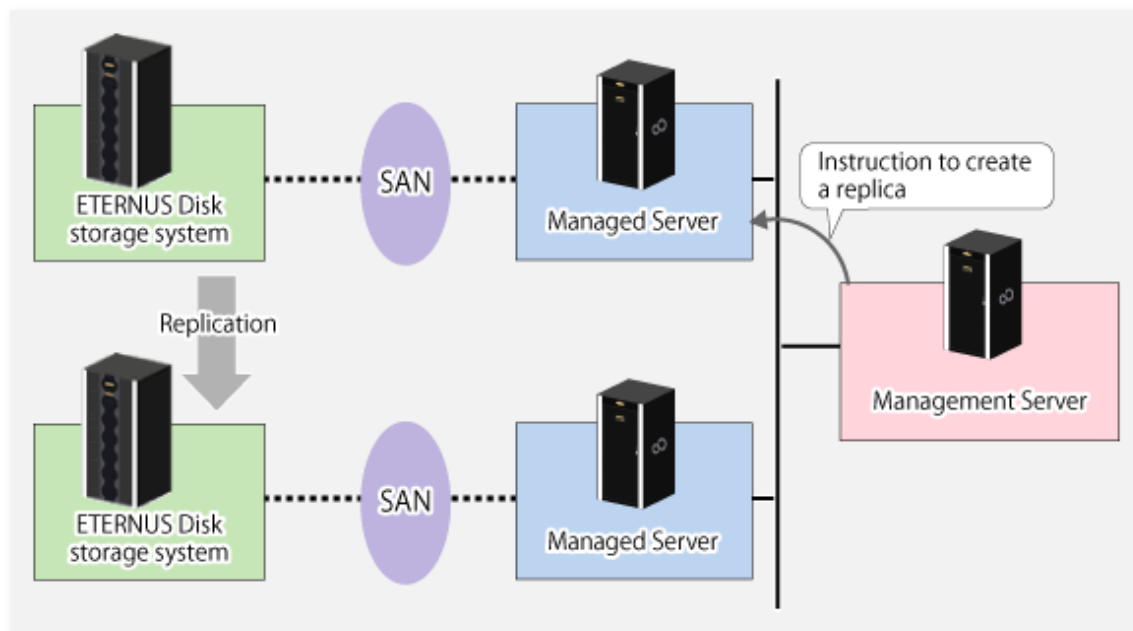 ETERNUS Disk
storage system
SAN
Managed Server
Instruction to create
a replica
Replication
Management Server
ETERNUS Disk
storage system
SAN
Managed Server